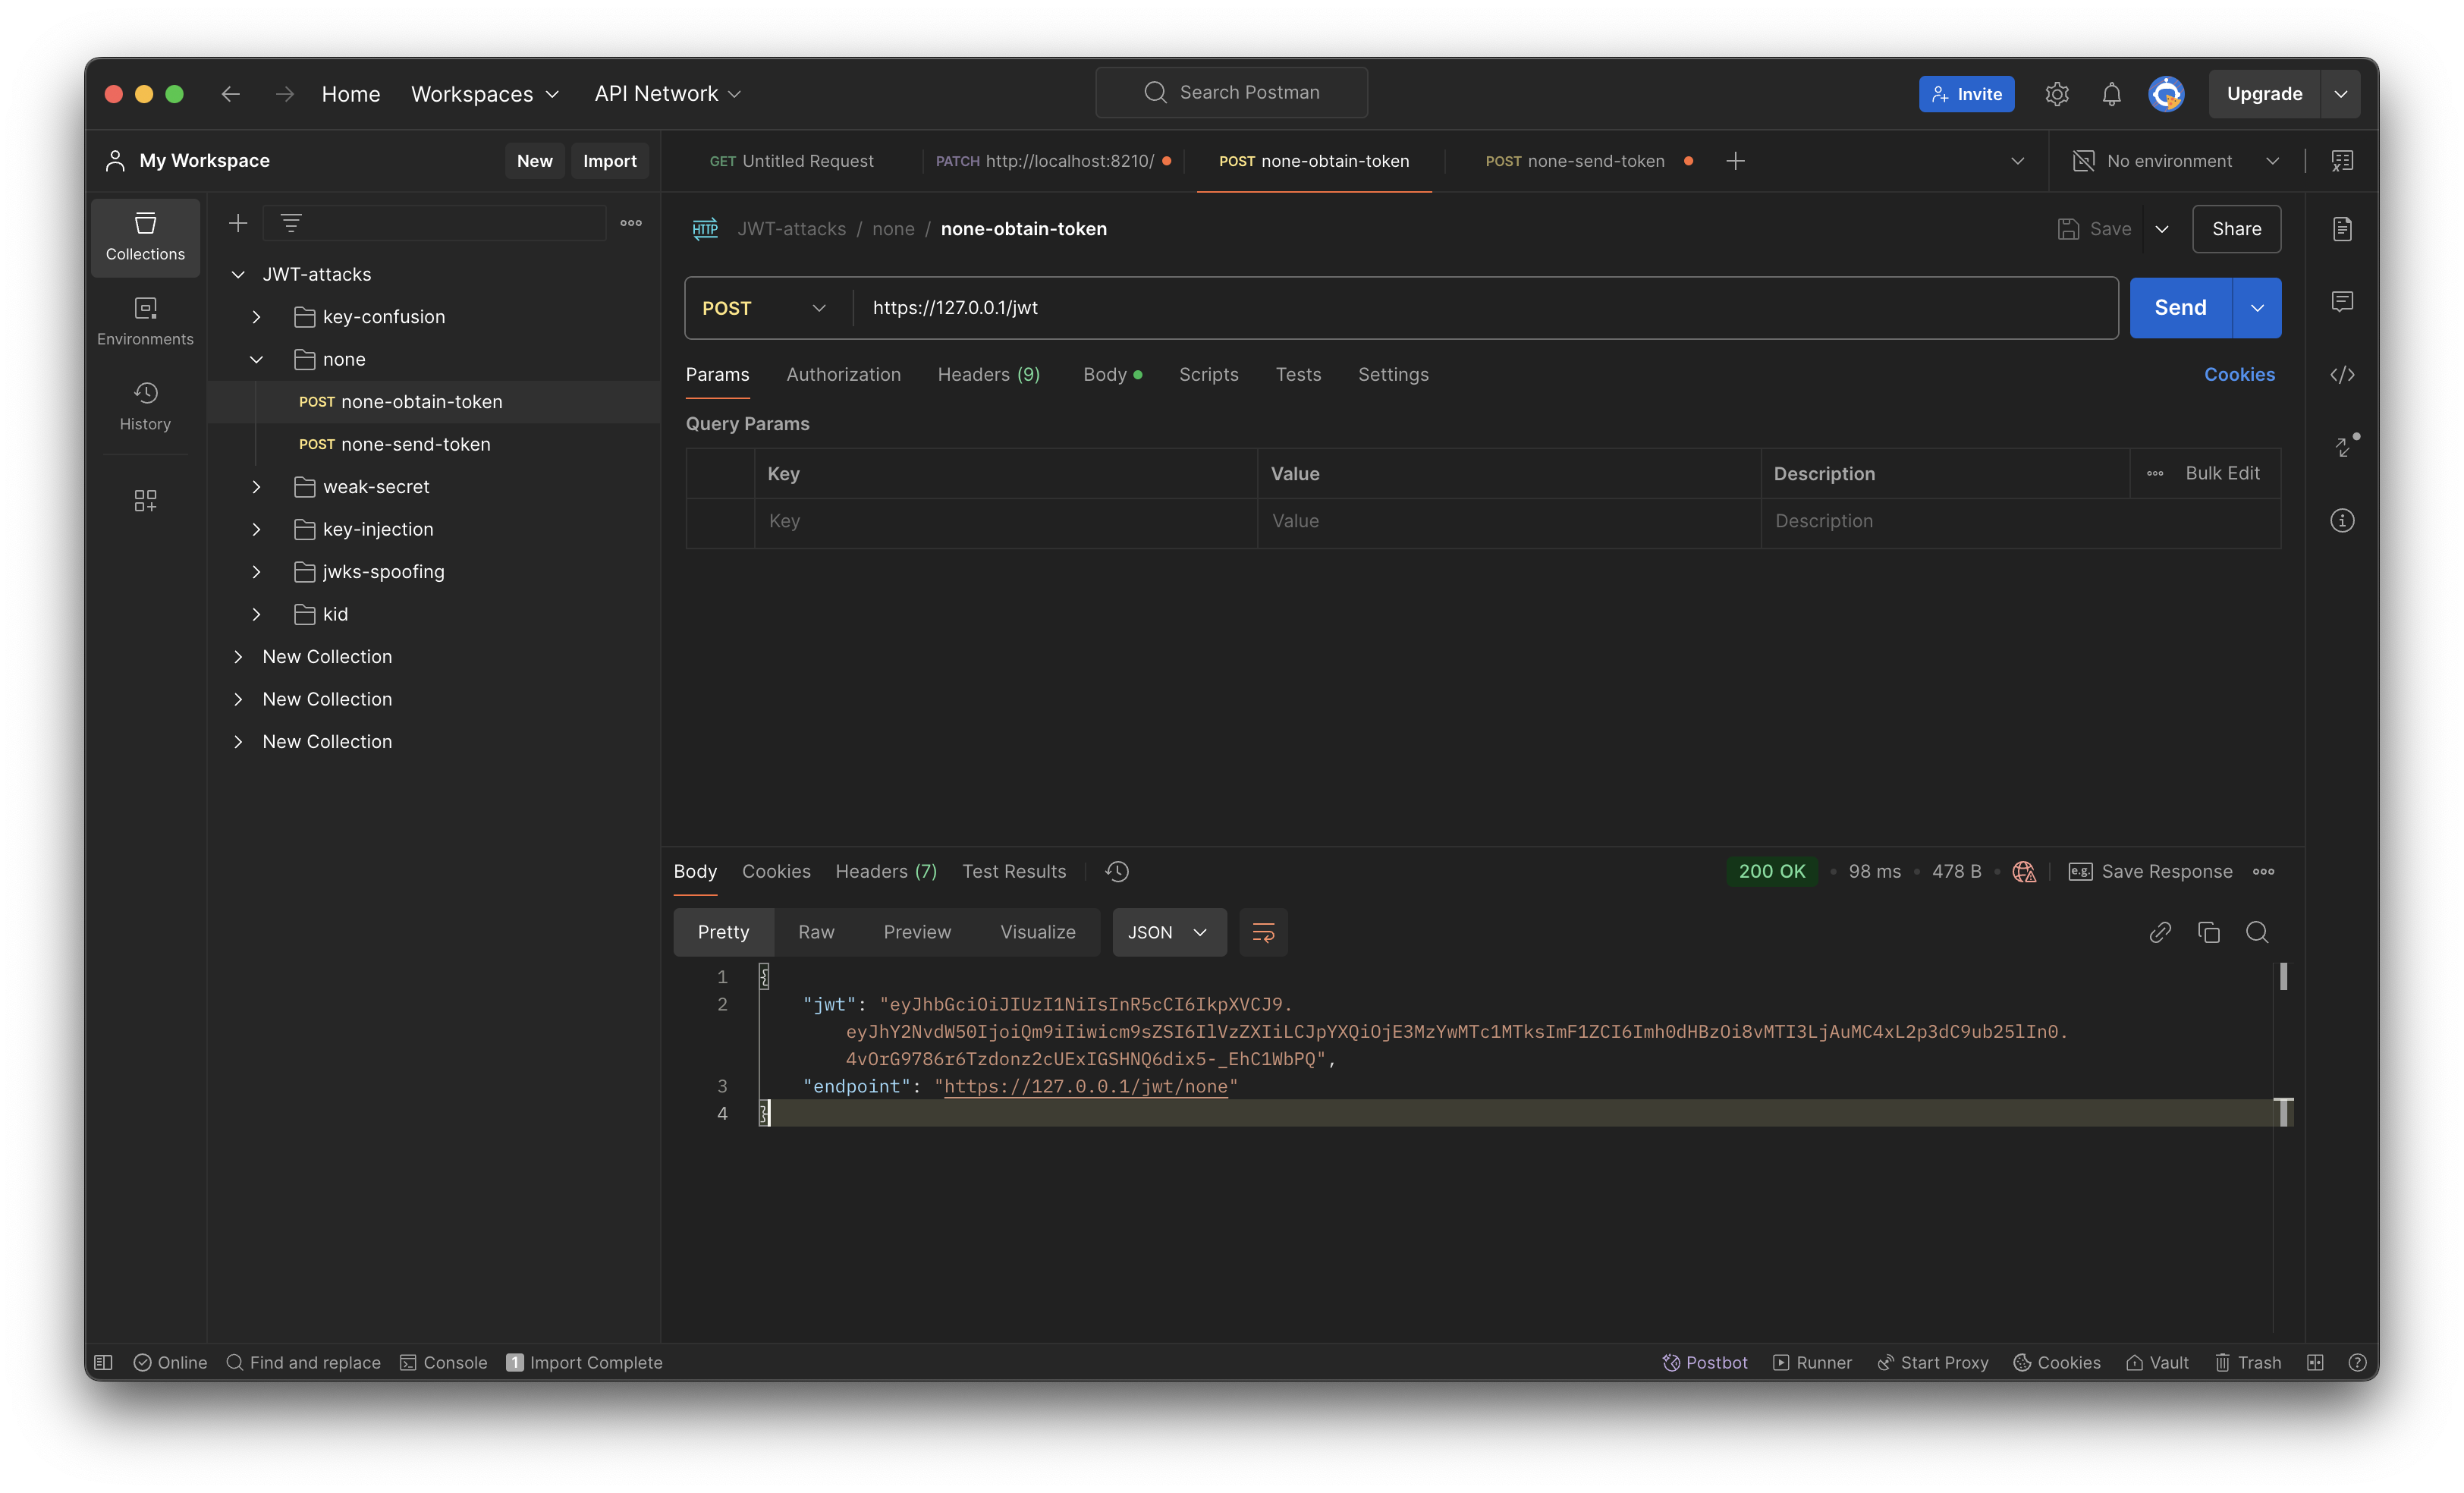 Home
Workspaces
API Network
Search Postman
Invite
Upgrade
My Workspace
New
Import
GET Untitled Request
PATCH http://localhost:8210/
POST none-obtain-token
POST none-send-token
No environment
Collections
Environments
History
JWT-attacks
key-confusion
none
POST none-obtain-token
POST none-send-token
weak-secret
key-injection
jwks-spoofing
kid
New Collection
New Collection
New Collection
HTTP JWT-attacks / none / none-obtain-token
Save
Share
POST
https://127.0.0.1/jwt
Send
Params
Authorization
Headers (9)
Body
Scripts
Tests
Settings
Cookies
Query Params
Key Value Description
Bulk Edit
Key Value Description
Body
Cookies
Headers (7)
Test Results
200 OK
98 ms
478 B
e.g. Save Response
Pretty
Raw
Preview
Visualize
JSON
1 {
2 "jwt": "eyJhbGciOiJIUzI1NiIsInR5cCI6IkpXVCJ9.
eyJhY2NvdW50IjoiQm9iIiwicm9sZSI6IlVzZXIiLCJpYXQiOjE3MzYwMTc1MTksImF1ZCI6Imh0dHBzOi8vMTI3LjAuMC4xL2p3dC9ub25lIn0.
4vOrG9786r6Tzdonz2cUExIGSHNQ6dix5-_EhC1WbPQ",
3 "endpoint": "https://127.0.0.1/jwt/none"
4 }
Online
Find and replace
Console
1 Import Complete
Postbot
Runner
Start Proxy
Cookies
Vault
Trash